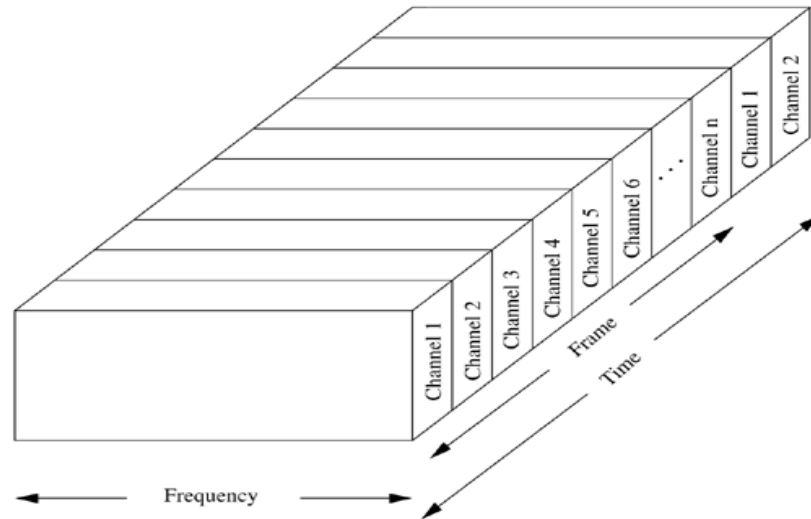 Channel 1
Channel 2
Channel 3
Channel 4
Channel 5
Channel 6
. . .
Channel n
Channel 1
Channel 2
Frame
Time
Frequency